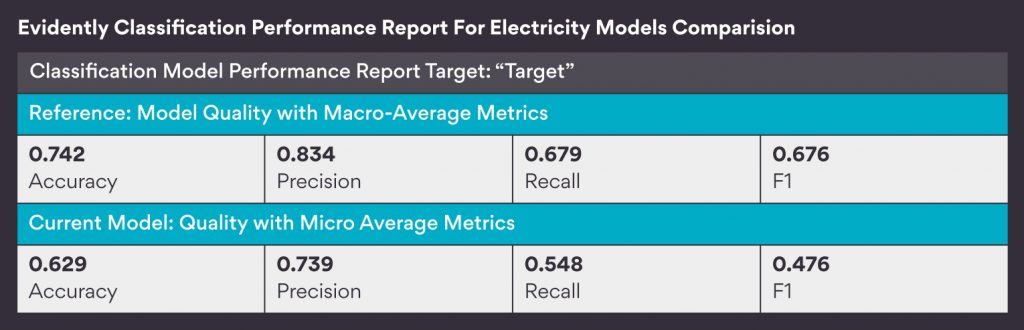 Evidently Classification Performance Report For Electricity Models Comparision
Classification Model Performance Report Target: “Target”
Reference: Model Quality with Macro-Average Metrics
0.742 0.834 0.679 0.676
Accuracy Precision Recall F1
Current Model: Quality with Micro Average Metrics
0.629 0.739 0.548 0.476
Accuracy Precision Recall F1